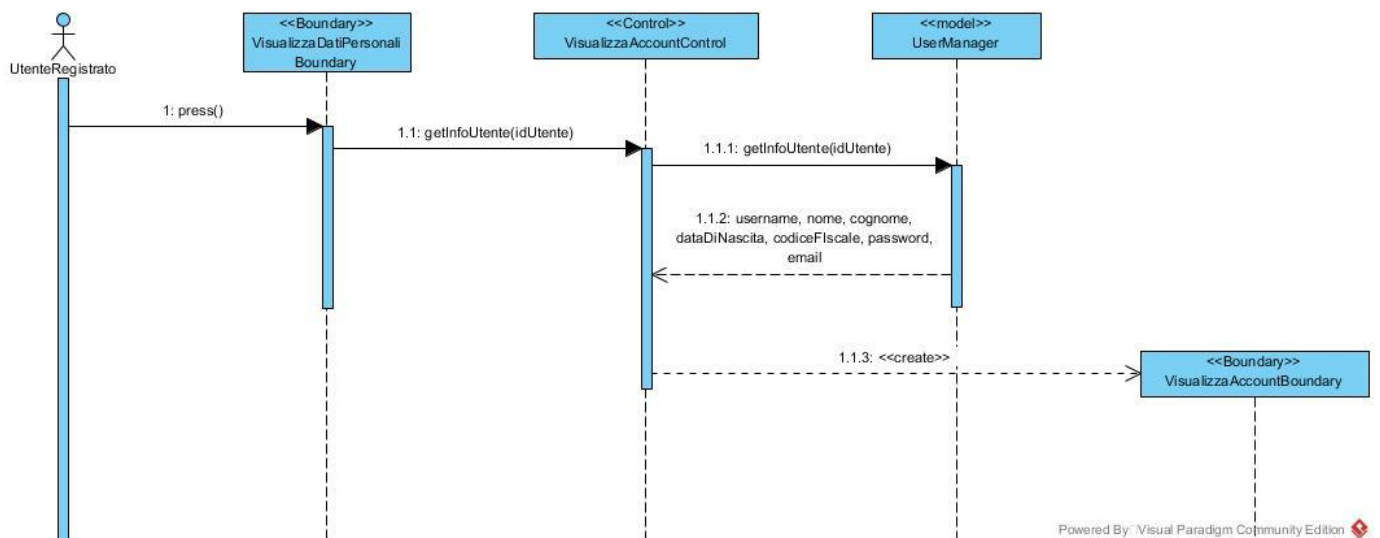 <<Boundary>>
VisualizzaDatiPersonali
Boundary
<<Control>>
VisualizzaAccountControl
<<model>>
UserManager
UtenteRegistrato
1: press()
1.1: getInfoUtente(idUtente)
1.1.1: getInfoUtente(idUtente)
1.1.2: username, nome, cognome,
dataDiNascita, codiceFIscale, password,
email
1.1.3: <<create>>
<<Boundary>>
VisualizzaAccountBoundary
Powered By Visual Paradigm Community Edition